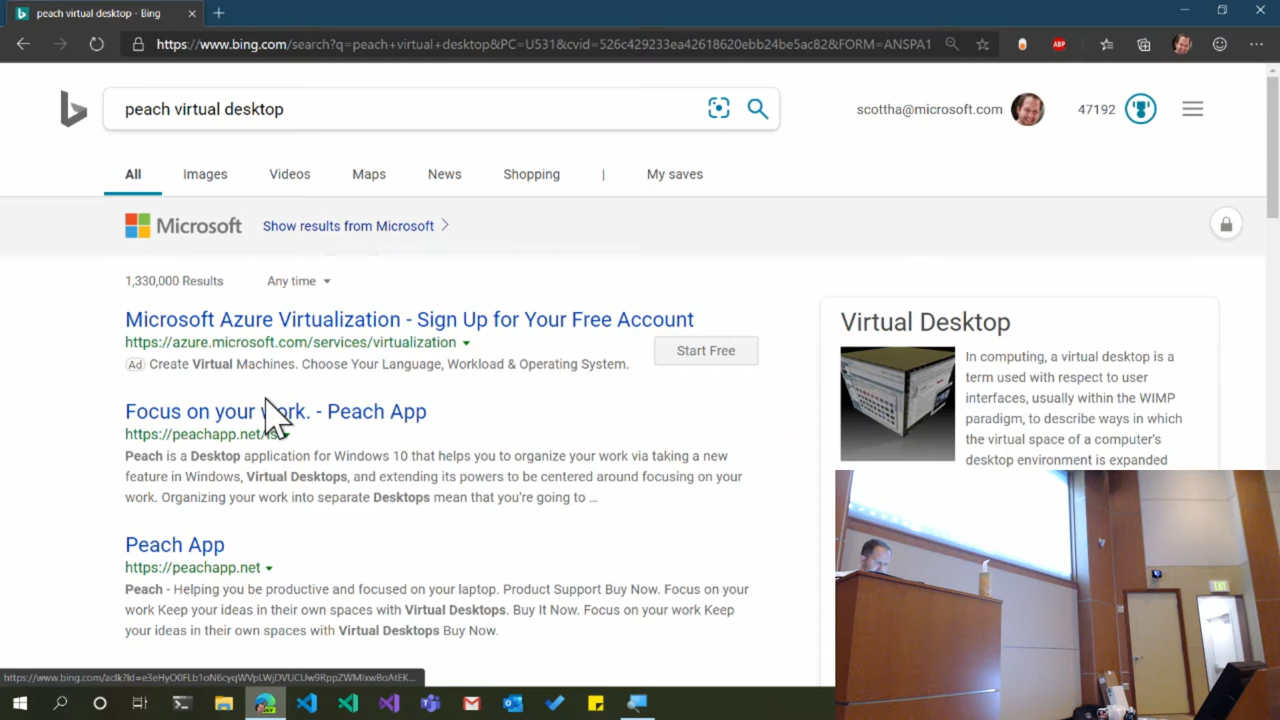 peach virtual desktop - Bing
https://www.bing.com/search?q=peach+virtual+desktop&PC=U531&cvid=526c429233ea42618620ebb24be5ac82&FORM=ANSPA1
ABP
peach virtual desktop
scottha@microsoft.com
47192
All
Images
Videos
Maps
News
Shopping
|
My saves
Microsoft
Show results from Microsoft
1,330,000 Results
Any time
Microsoft Azure Virtualization - Sign Up for Your Free Account
https://azure.microsoft.com/services/virtualization
Start Free
Ad Create Virtual Machines. Choose Your Language, Workload & Operating System.
Focus on your work. - Peach App
https://peachapp.net
Peach is a Desktop application for Windows 10 that helps you to organize your work via taking a new
feature in Windows, Virtual Desktops, and extending its powers to be centered around focusing on your
work. Organizing your work into separate Desktops mean that you're going to ...
Peach App
https://peachapp.net
Peach - Helping you be productive and focused on your laptop. Product Support Buy Now. Focus on your
work Keep your ideas in their own spaces with Virtual Desktops. Buy It Now. Focus on your work Keep
your ideas in their own spaces with Virtual Desktops Buy Now.
Virtual Desktop
In computing, a virtual desktop is a
term used with respect to user
interfaces, usually within the WIMP
paradigm, to describe ways in which
the virtual space of a computer's
desktop environment is expanded
EXIT